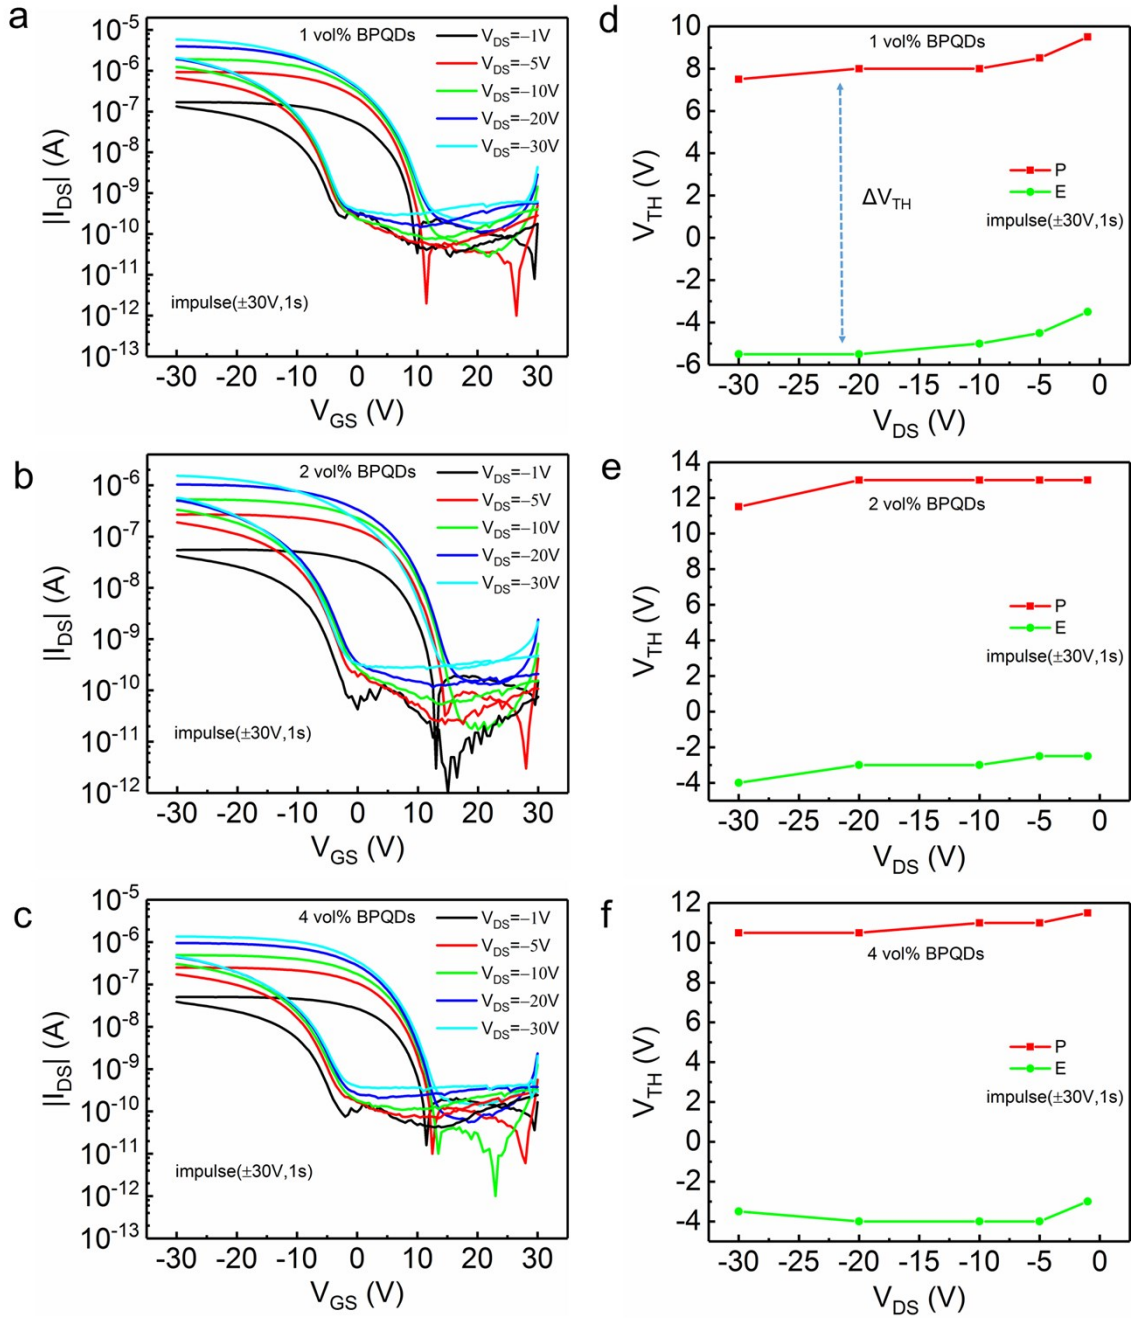 a
1 vol% BPQDs
V_DS=−1V
V_DS=−5V
V_DS=−10V
V_DS=−20V
V_DS=−30V
impulse(±30V,1s)
10^-5
10^-6
10^-7
10^-8
10^-9
10^-10
10^-11
10^-12
10^-13
|I_DS| (A)
-30 -20 -10 0 10 20 30
V_GS (V)
d
1 vol% BPQDs
P
E
impulse(±30V,1s)
ΔV_TH
10
8
6
4
2
0
-2
-4
-6
V_TH (V)
-30 -25 -20 -15 -10 -5 0
V_DS (V)
b
2 vol% BPQDs
V_DS=−1V
V_DS=−5V
V_DS=−10V
V_DS=−20V
V_DS=−30V
impulse(±30V,1s)
10^-6
10^-7
10^-8
10^-9
10^-10
10^-11
10^-12
|I_DS| (A)
-30 -20 -10 0 10 20 30
V_GS (V)
e
2 vol% BPQDs
P
E
impulse(±30V,1s)
14
12
10
8
6
4
2
0
-2
-4
V_TH (V)
-30 -25 -20 -15 -10 -5 0
V_DS (V)
c
4 vol% BPQDs
V_DS=−1V
V_DS=−5V
V_DS=−10V
V_DS=−20V
V_DS=−30V
impulse(±30V,1s)
10^-5
10^-6
10^-7
10^-8
10^-9
10^-10
10^-11
10^-12
10^-13
|I_DS| (A)
-30 -20 -10 0 10 20 30
V_GS (V)
f
4 vol% BPQDs
P
E
impulse(±30V,1s)
12
10
8
6
4
2
0
-2
-4
V_TH (V)
-30 -25 -20 -15 -10 -5 0
V_DS (V)